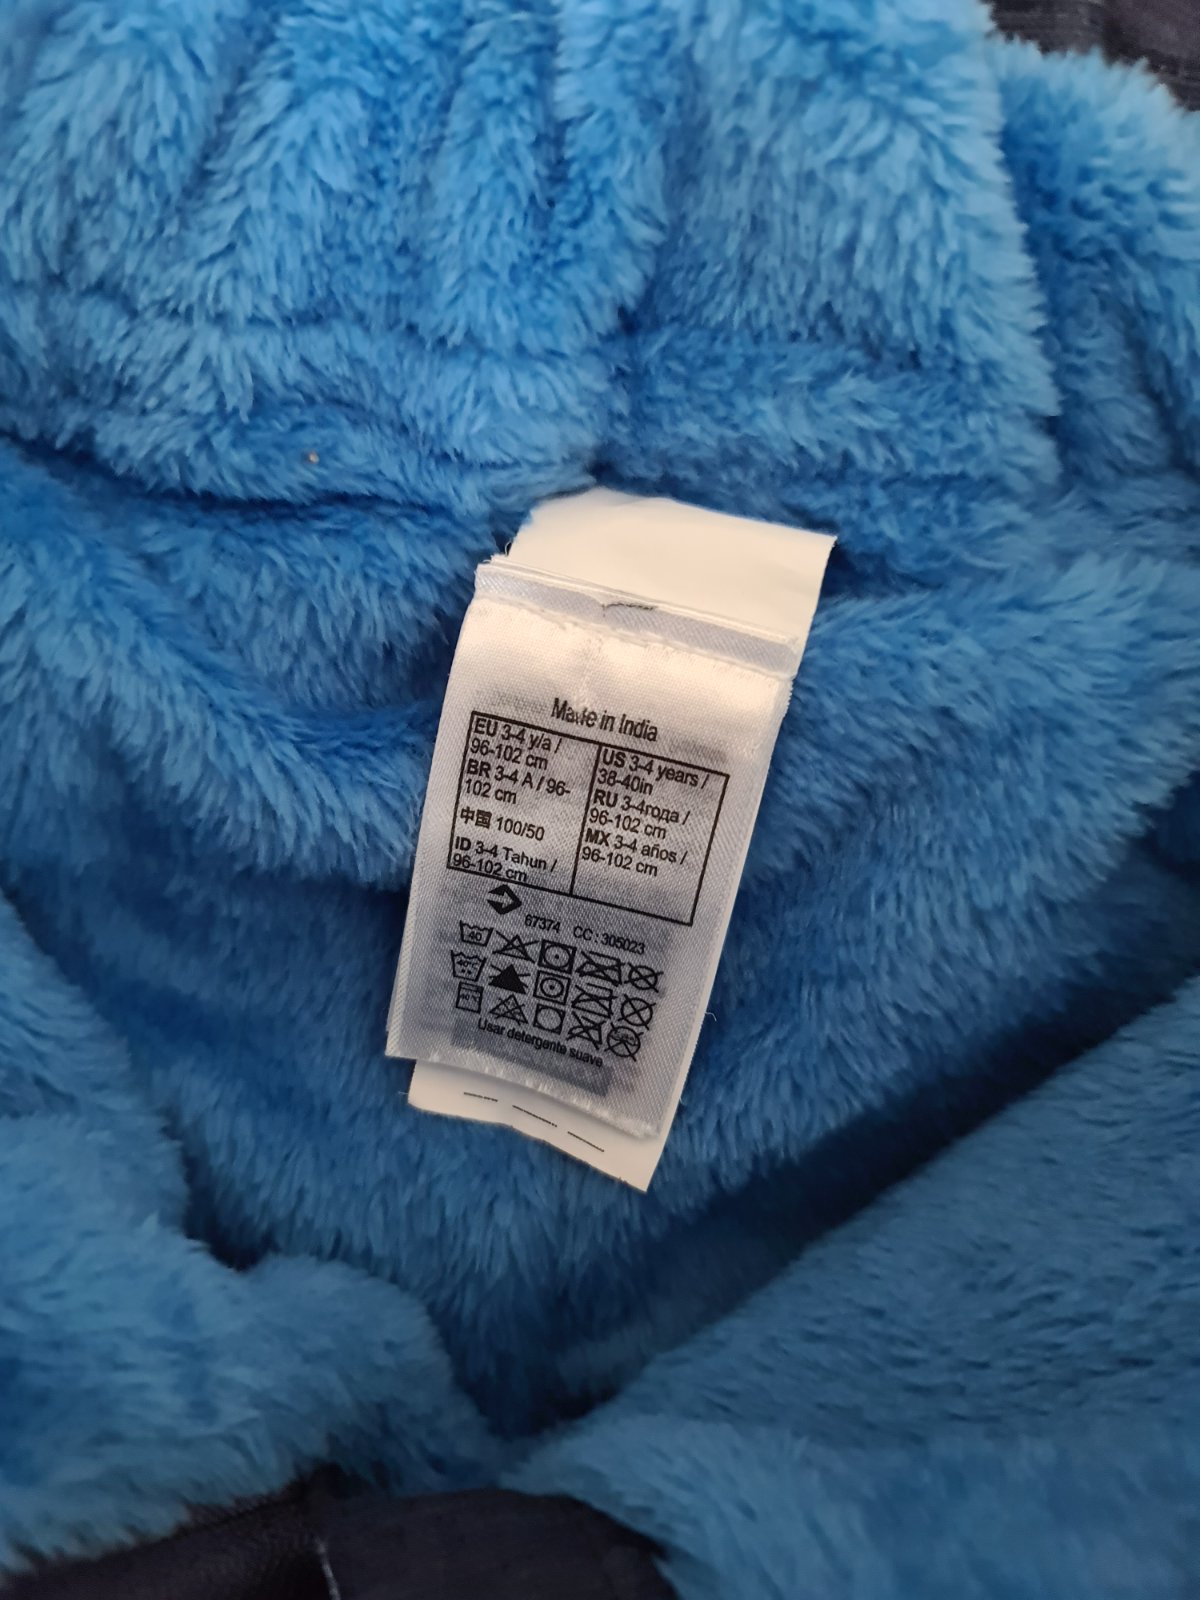 Made in India
EU 3-4 y/a /
96-102 cm
BR 3-4 A / 96-
102 cm
中国 100/50
ID 3-4 Tahun /
96-102 cm
US 3-4 years /
38-40in
RU 3-4года /
96-102 cm
MX 3-4 años /
96-102 cm
67374 CC : 305023
40
Usar detergente suave